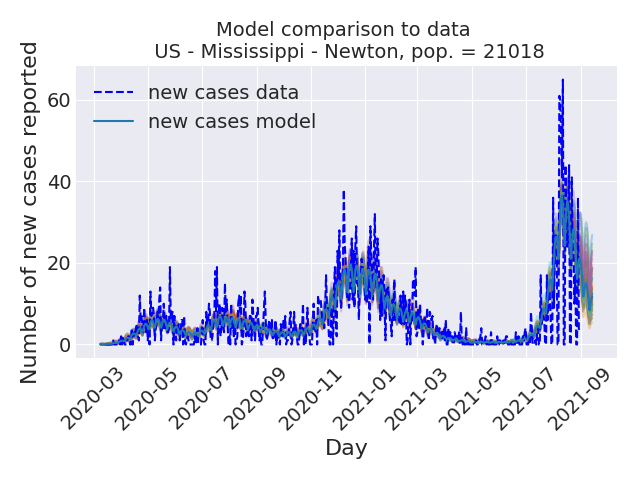 Model comparison to data
US - Mississippi - Newton, pop. = 21018
Number of new cases reported
60
40
20
0
new cases data
new cases model
2020-03
2020-05
2020-07
2020-09
2020-11
2021-01
2021-03
2021-05
2021-07
2021-09
Day